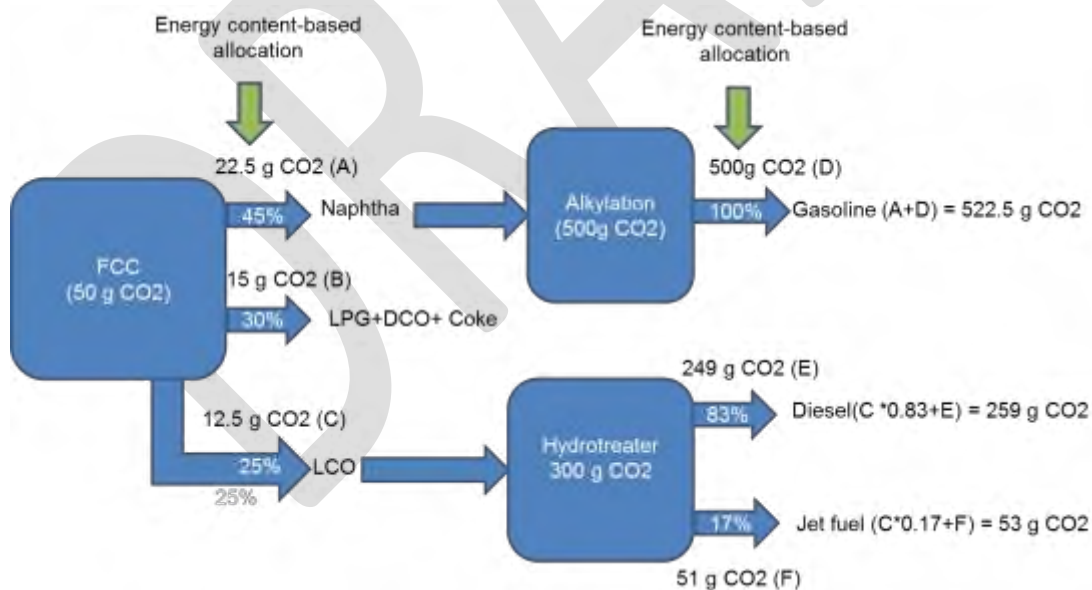 Energy content-based
allocation
Energy content-based
allocation
22.5 g CO2 (A)
500g CO2 (D)
45%
Naphtha
Alkylation
(500g CO2)
100%
Gasoline (A+D) = 522.5 g CO2
FCC
(50 g CO2)
15 g CO2 (B)
30%
LPG+DCO+ Coke
249 g CO2 (E)
12.5 g CO2 (C)
83%
Diesel(C *0.83+E) = 259 g CO2
Hydrotreater
300 g CO2
25%
LCO
25%
17%
Jet fuel (C*0.17+F) = 53 g CO2
51 g CO2 (F)
DRA